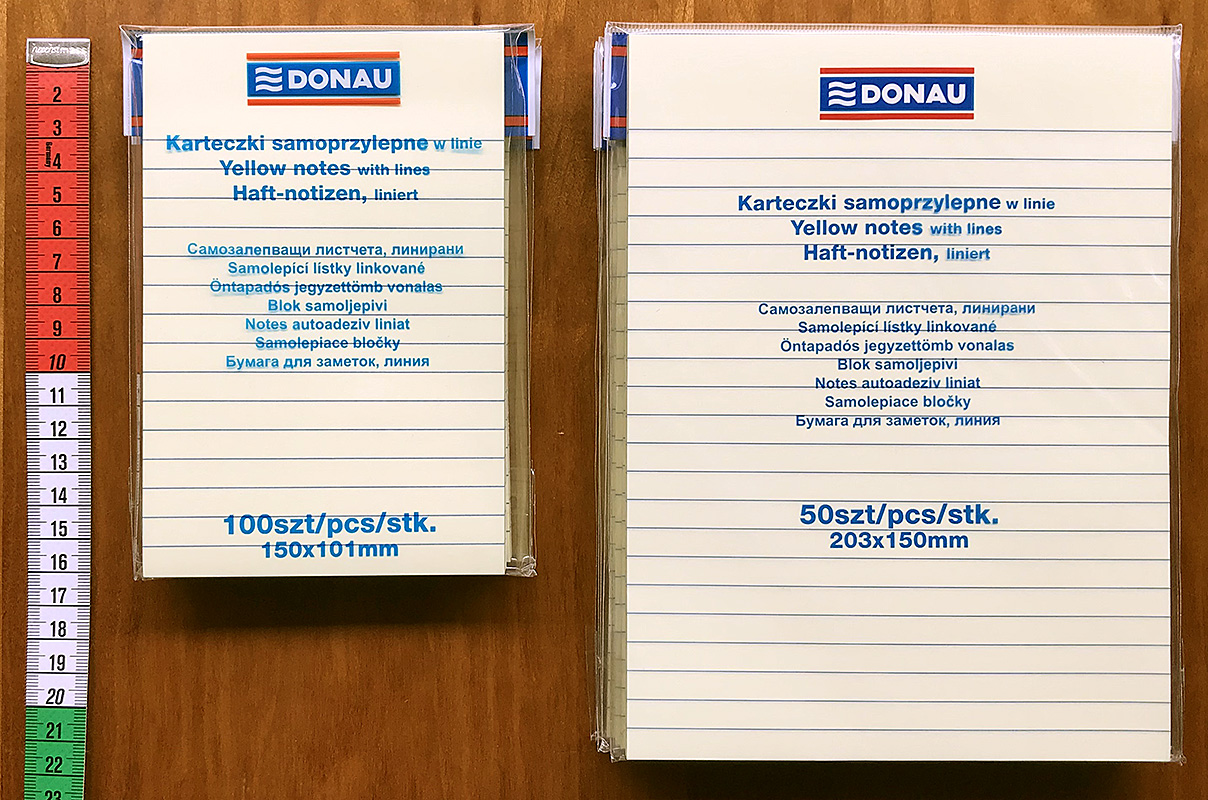 2
3
4
Germany
5
6
7
8
9
10
11
12
13
14
15
16
17
18
19
20
21
22
23
DONAU
Karteczki samoprzylepne w linie
Yellow notes with lines
Haft-notizen, liniert
Самозалепващи листчета, линирани
Samolepící lístky linkované
Öntapadós jegyzettömb vonalas
Blok samoljepivi
Notes autoadeziv liniat
Samolepiace bločky
Бумага для заметок, линия
100szt/pcs/stk.
150x101mm
DONAU
Karteczki samoprzylepne w linie
Yellow notes with lines
Haft-notizen, liniert
Самозалепващи листчета, линирани
Samolepící lístky linkované
Öntapadós jegyzettömb vonalas
Blok samoljepivi
Notes autoadeziv liniat
Samolepiace bločky
Бумага для заметок, линия
50szt/pcs/stk.
203x150mm